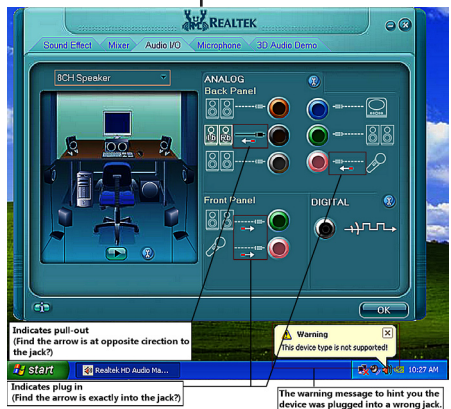 REALTEK
Sound Effect Mixer Audio I/O Microphone 3D Audio Demo
8CH Speaker
ANALOG
Back Panel
Front Panel
DIGITAL
OK
Indicates pull-out
(Find the arrow is at opposite cirection to
the jack?)
Warning
This device type is not supported!
start
Realtek HD Audio Ma...
10:27 AM
Indicates plug in
(Find the arrow is exactly into the jack?)
The warning message to hint you the
device was plugged into a wrong jack.